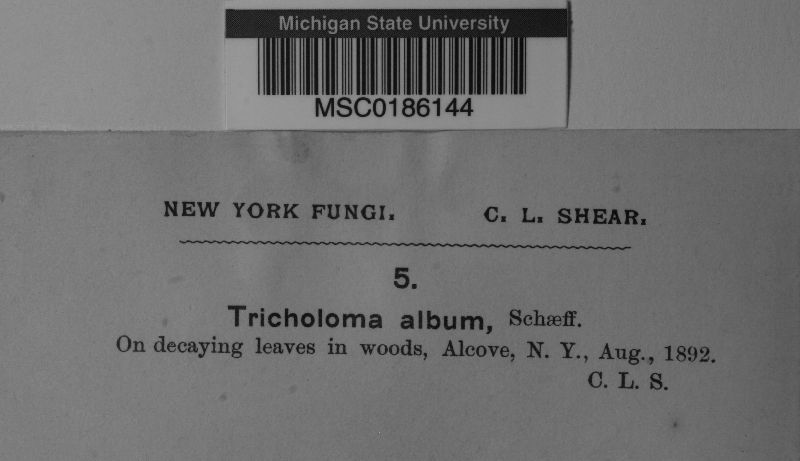 Michigan State University
MSC0186144
NEW YORK FUNGI. C. L. SHEAR.
5.
Tricholoma album, Schæff.
On decaying leaves in woods, Alcove, N. Y., Aug., 1892.
C. L. S.